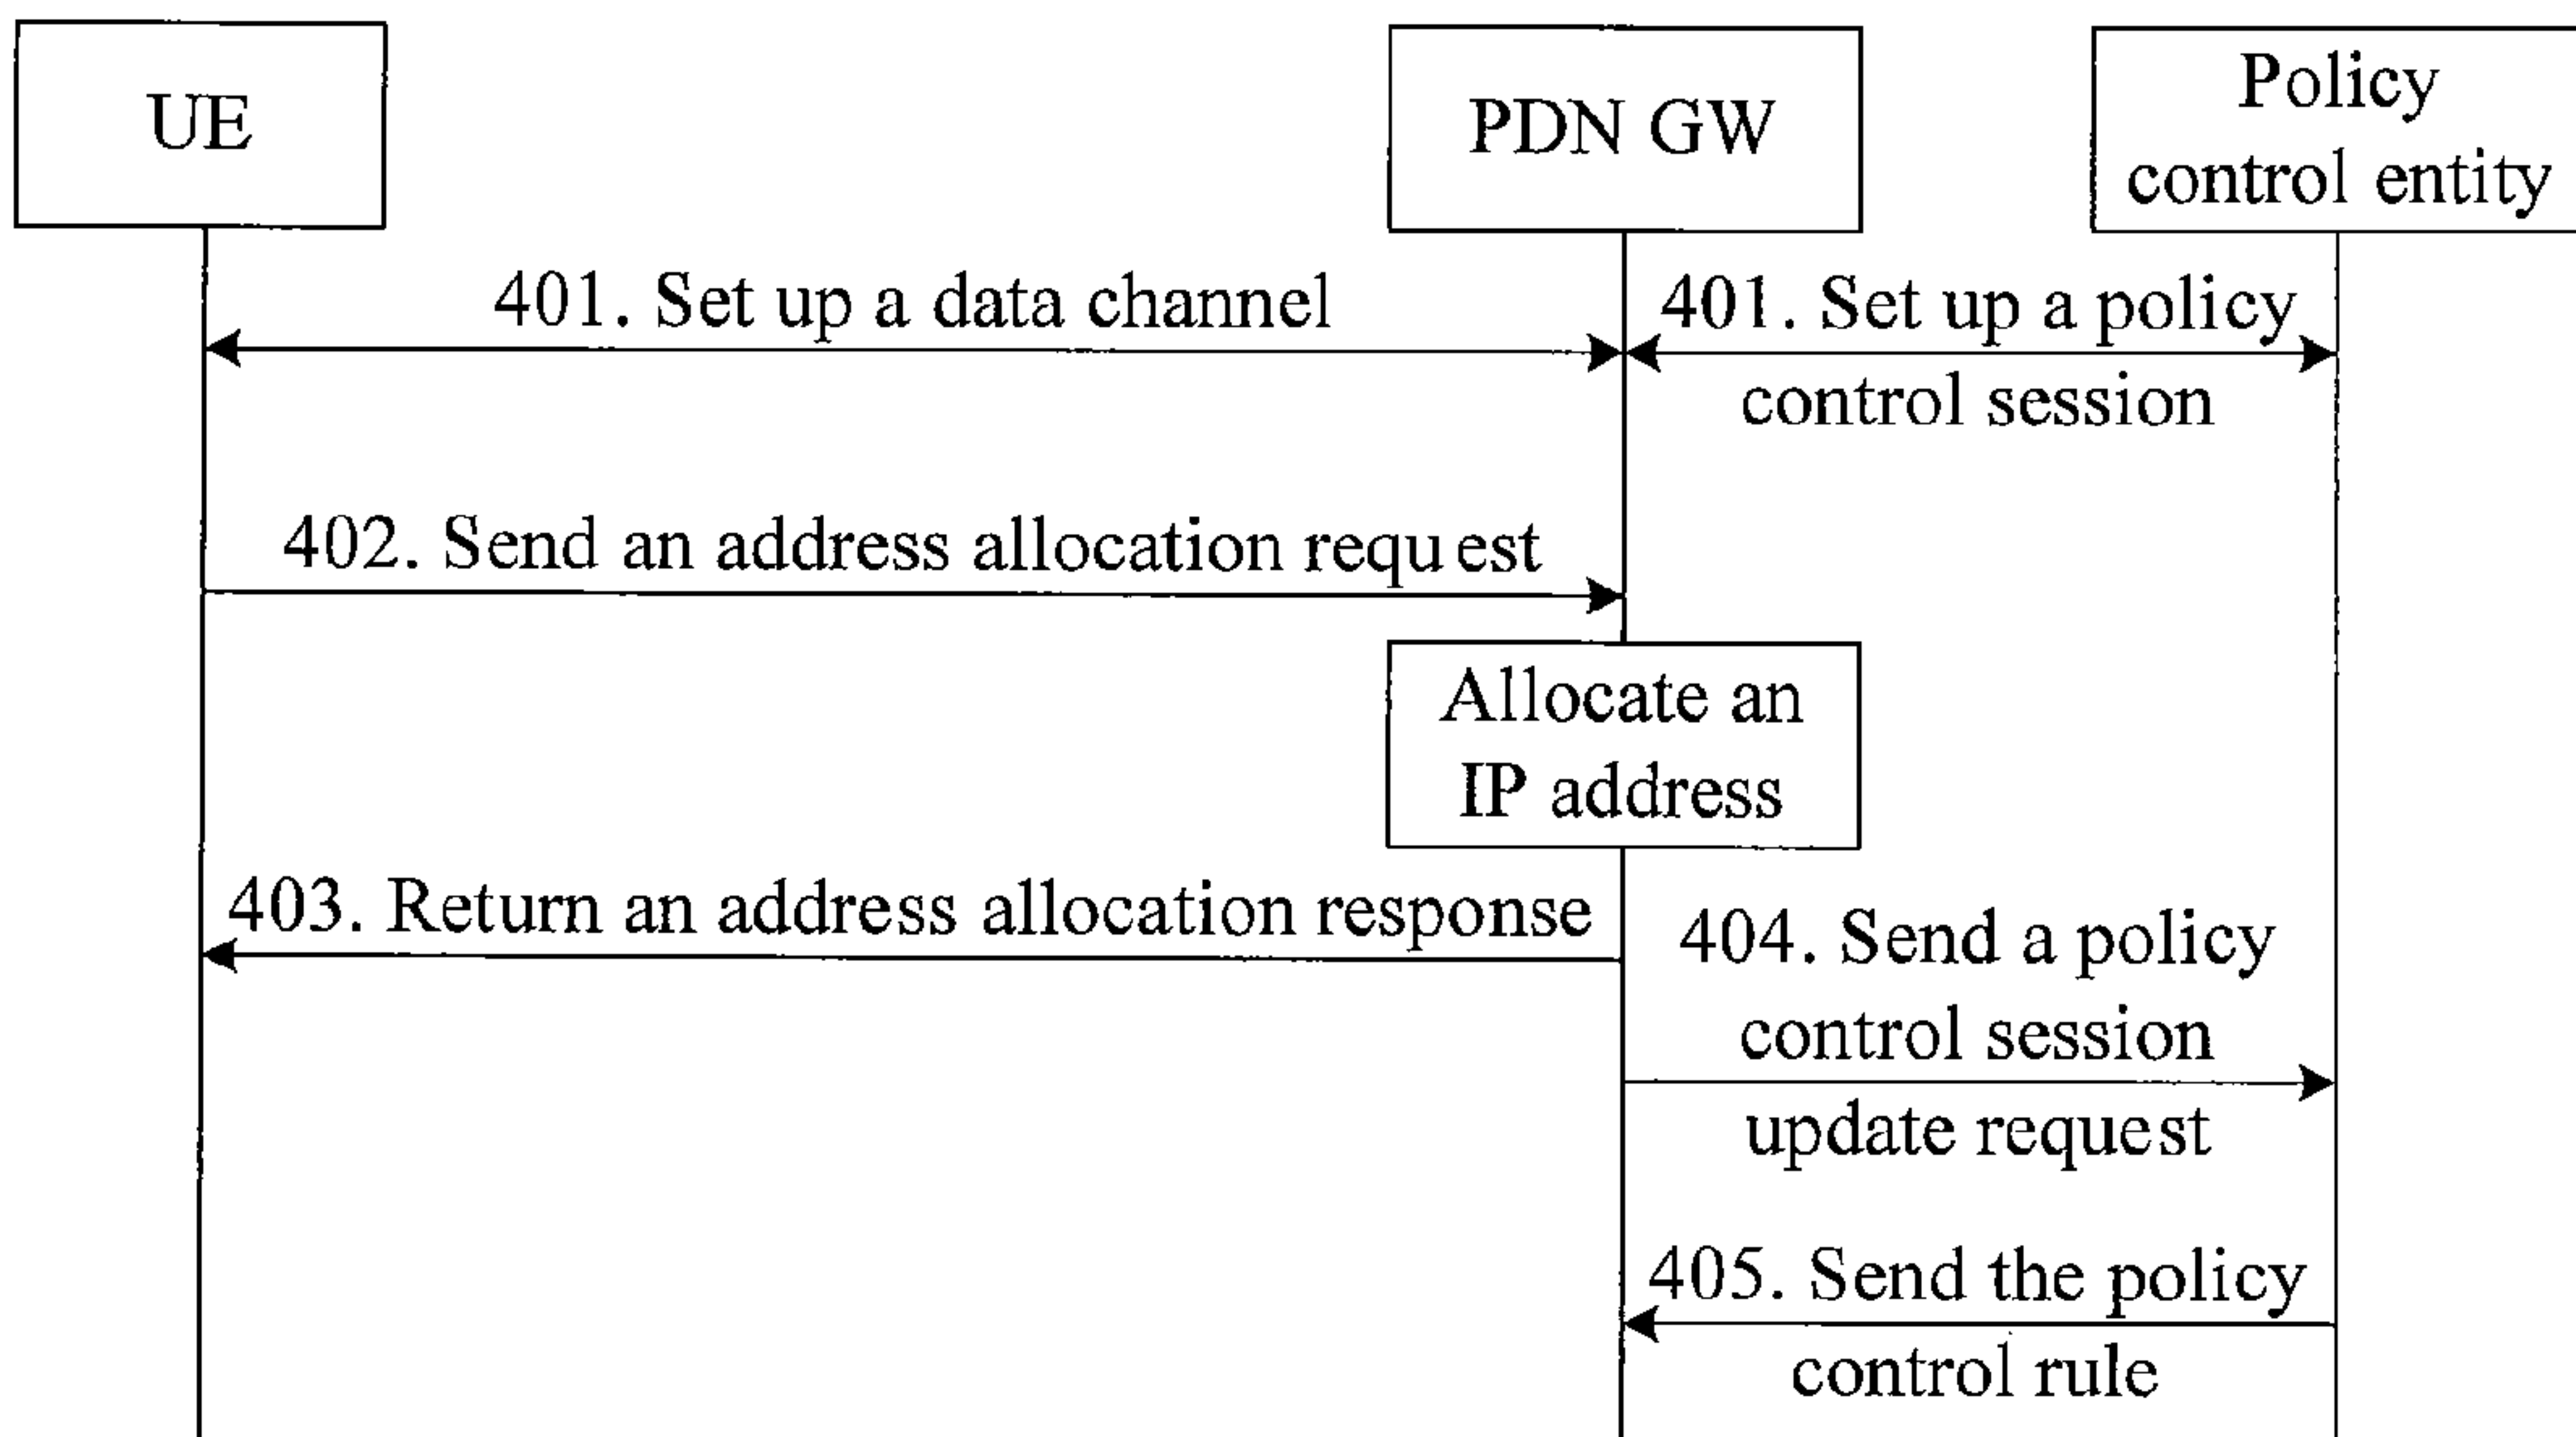 UE
PDN GW
Policy
control entity
401. Set up a data channel
401. Set up a policy
control session
402. Send an address allocation request
Allocate an
IP address
403. Return an address allocation response
404. Send a policy
control session
update request
405. Send the policy
control rule